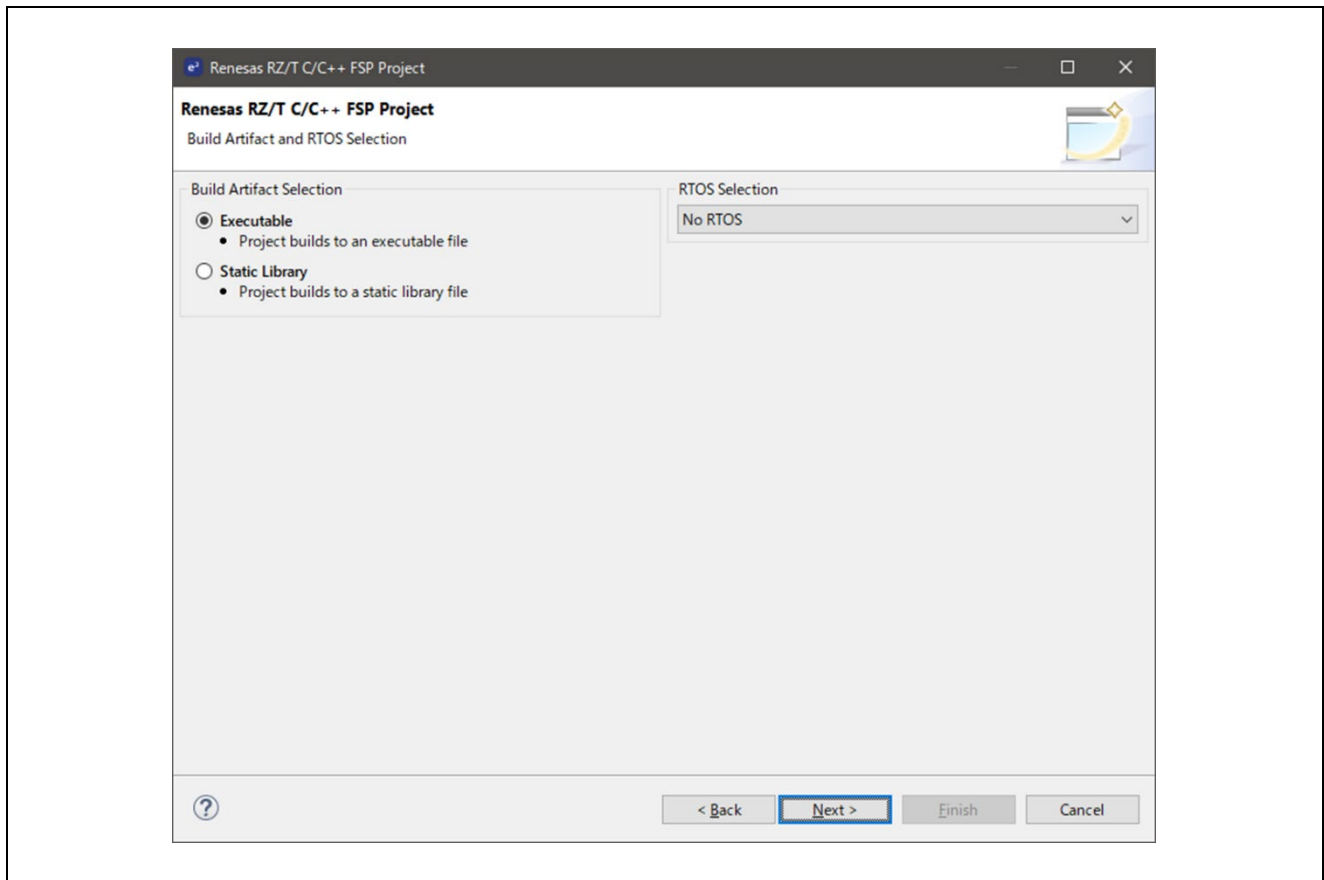 e² Renesas RZ/T C/C++ FSP Project
Renesas RZ/T C/C++ FSP Project
Build Artifact and RTOS Selection
Build Artifact Selection
Executable
• Project builds to an executable file
Static Library
• Project builds to a static library file
RTOS Selection
No RTOS
?
< Back
Next >
Finish
Cancel